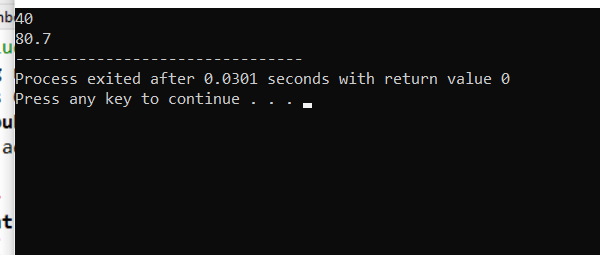 40
80.7
--------------------------------
Process exited after 0.0301 seconds with return value 0
Press any key to continue . . .